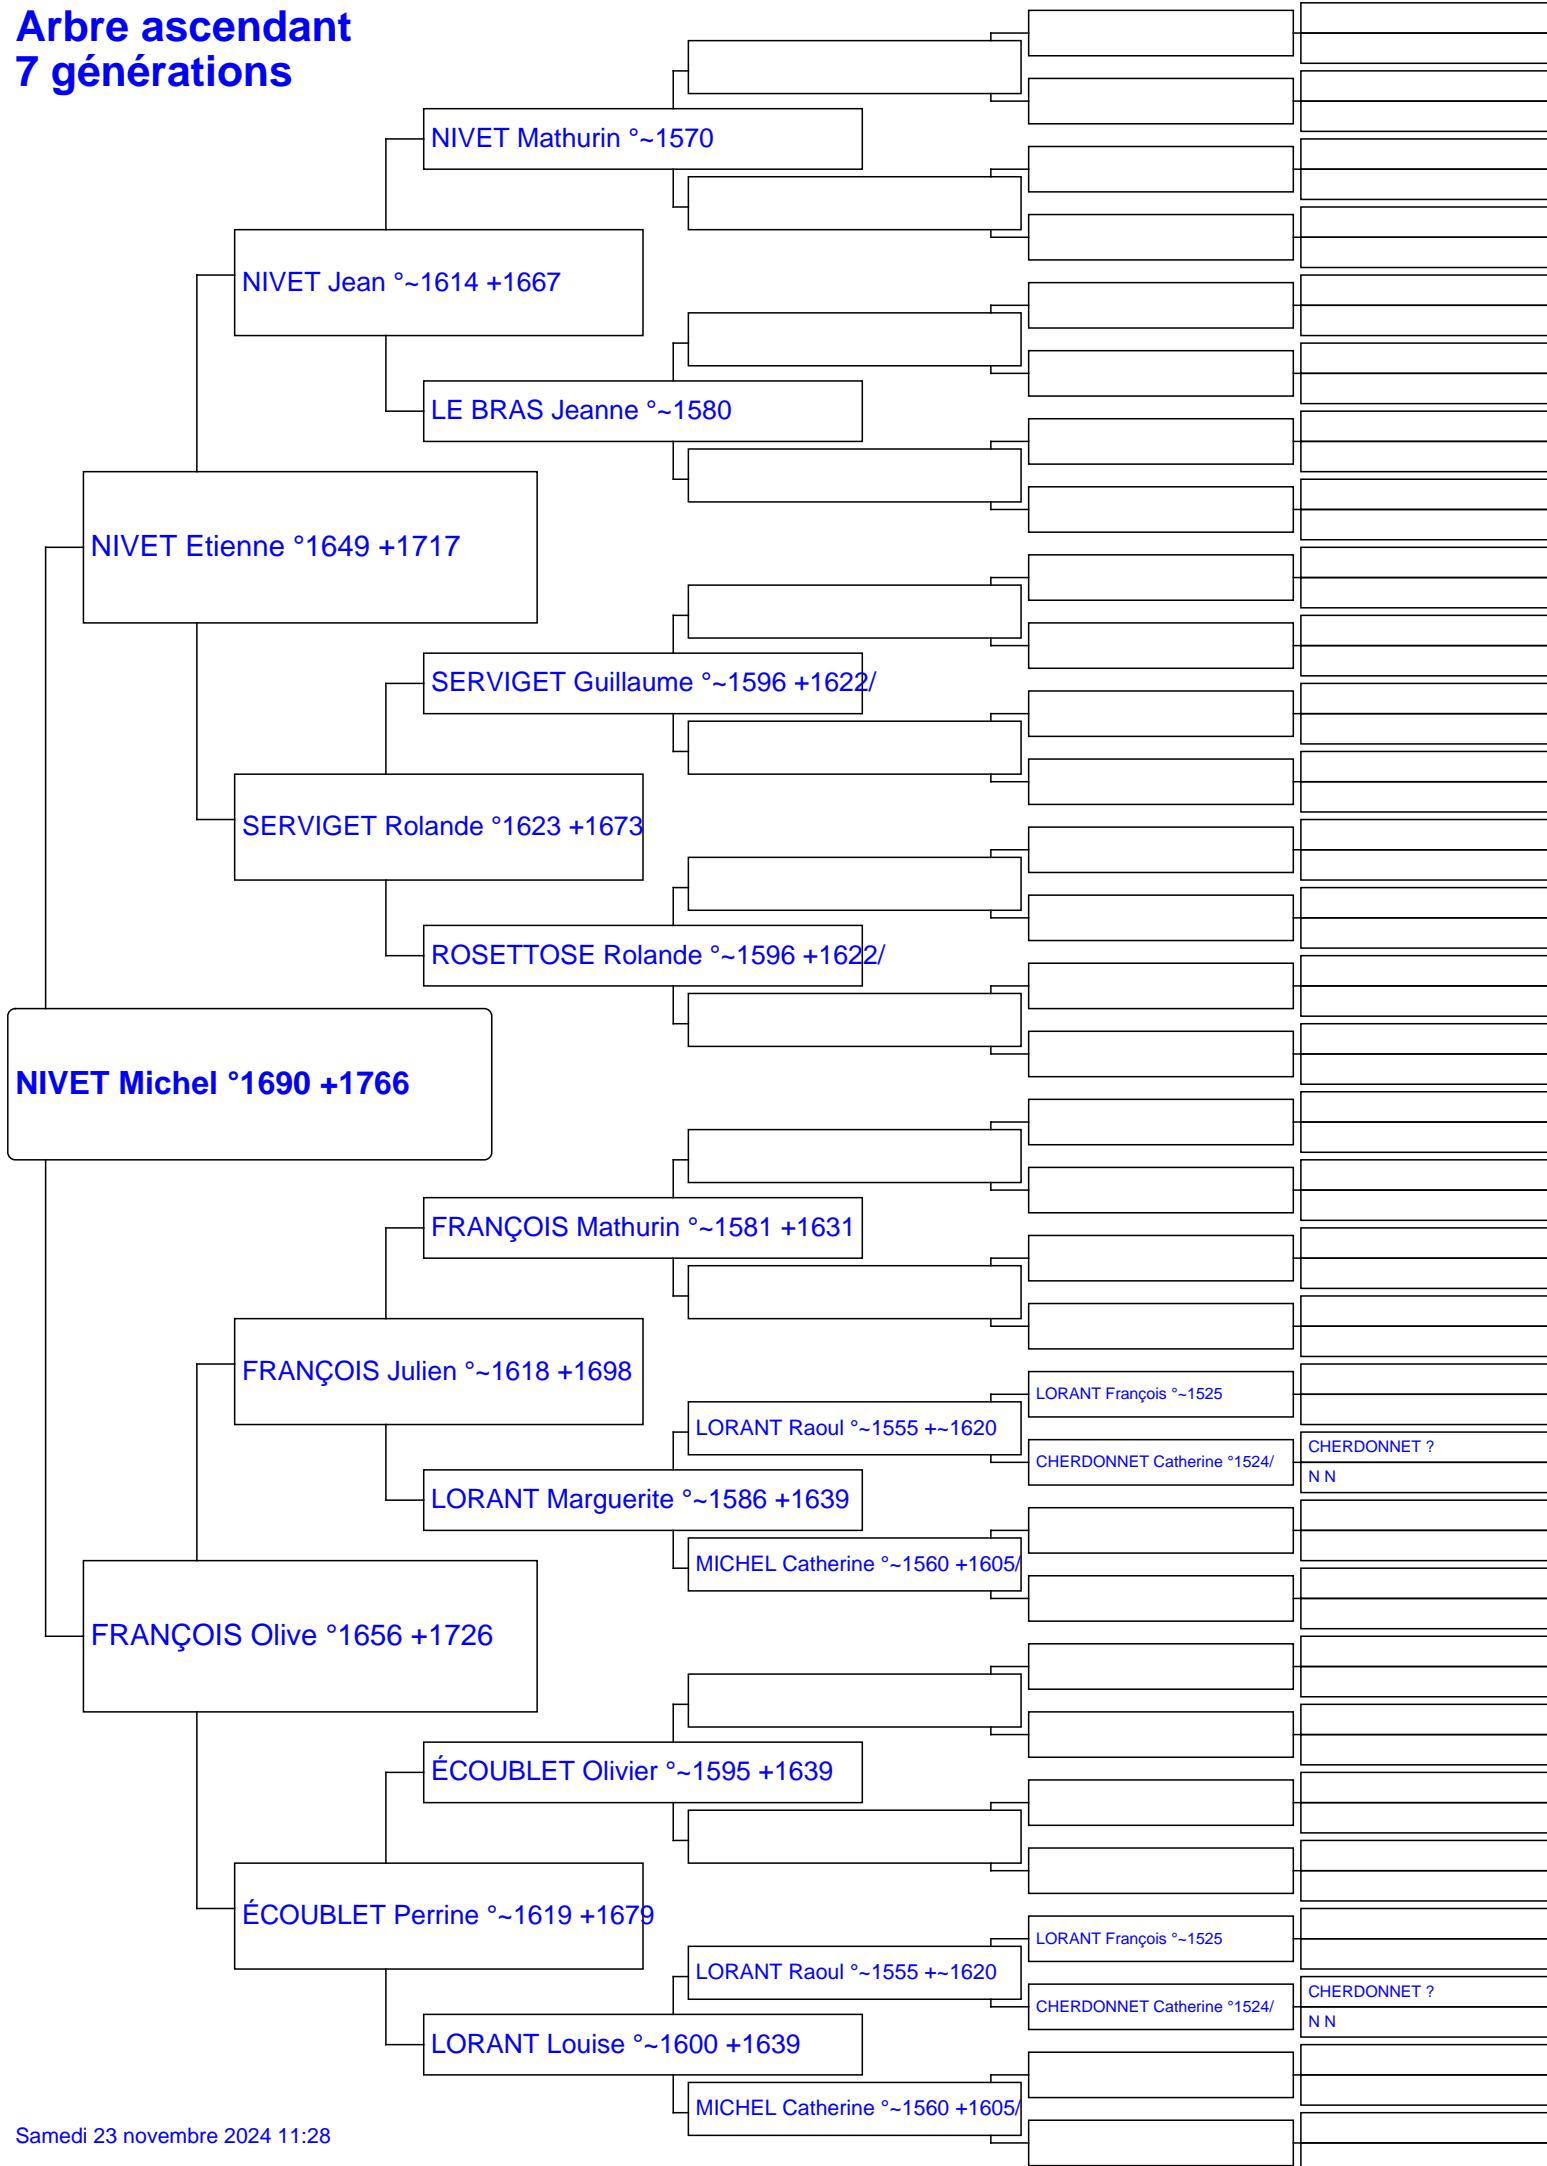 Arbre ascendant
7 générations
NIVET Mathurin °~1570
NIVET Jean °~1614 +1667
LE BRAS Jeanne °~1580
NIVET Etienne °1649 +1717
SERVIGET Guillaume °~1596 +1622/
SERVIGET Rolande °1623 +1673
ROSETTOSE Rolande °~1596 +1622/
NIVET Michel °1690 +1766
FRANÇOIS Mathurin °~1581 +1631
FRANÇOIS Julien °~1618 +1698
LORANT François °~1525
LORANT Raoul °~1555 +~1620
CHERDONNET ?
CHERDONNET Catherine °1524/
N N
LORANT Marguerite °~1586 +1639
MICHEL Catherine °~1560 +1605/
FRANÇOIS Olive °1656 +1726
ÉCOUBLET Olivier °~1595 +1639
ÉCOUBLET Perrine °~1619 +1679
LORANT François °~1525
LORANT Raoul °~1555 +~1620
CHERDONNET ?
CHERDONNET Catherine °1524/
N N
LORANT Louise °~1600 +1639
MICHEL Catherine °~1560 +1605/
Samedi 23 novembre 2024 11:28